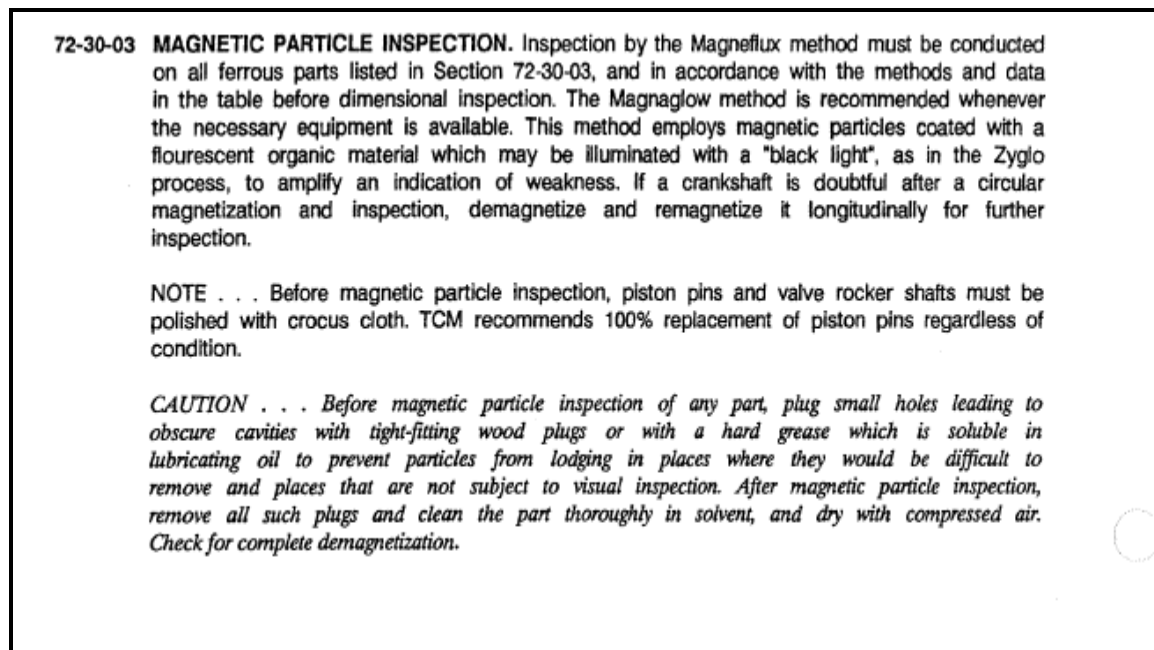 72-30-03 MAGNETIC PARTICLE INSPECTION. Inspection by the Magneflux method must be conducted
on all ferrous parts listed in Section 72-30-03, and in accordance with the methods and data
in the table before dimensional inspection. The Magnaglow method is recommended whenever
the necessary equipment is available. This method employs magnetic particles coated with a
flourescent organic material which may be illuminated with a "black light", as in the Zyglo
process, to amplify an indication of weakness. If a crankshaft is doubtful after a circular
magnetization and inspection, demagnetize and remagnetize it longitudinally for further
inspection.
NOTE . . . Before magnetic particle inspection, piston pins and valve rocker shafts must be
polished with crocus cloth. TCM recommends 100% replacement of piston pins regardless of
condition.
CAUTION . . . Before magnetic particle inspection of any part, plug small holes leading to
obscure cavities with tight-fitting wood plugs or with a hard grease which is soluble in
lubricating oil to prevent particles from lodging in places where they would be difficult to
remove and places that are not subject to visual inspection. After magnetic particle inspection,
remove all such plugs and clean the part thoroughly in solvent, and dry with compressed air.
Check for complete demagnetization.